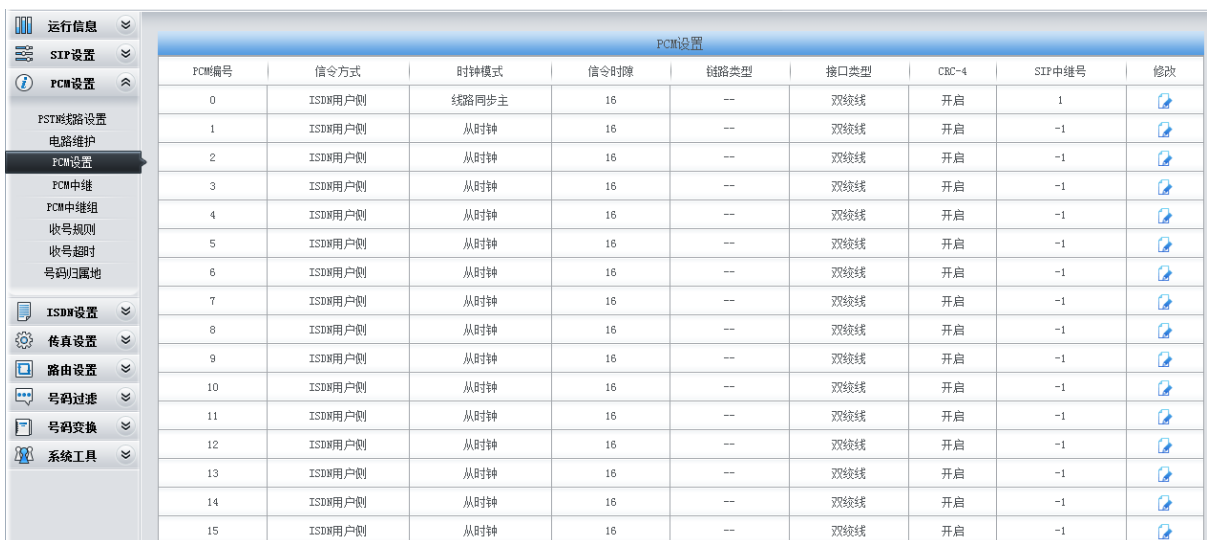 运行信息
SIP设置
PCM设置
PSTN线路设置
电路维护
PCM设置
PCM中继
PCM中继组
收号规则
收号超时
号码归属地
ISDN设置
传真设置
路由设置
号码过滤
号码变换
系统工具
PCM设置
PCM编号 信令方式 时钟模式 信令时隙 链路类型 接口类型 CRC-4 SIP中继号 修改
0 ISDN用户侧 线路同步主 16 -- 双绞线 开启 1
1 ISDN用户侧 从时钟 16 -- 双绞线 开启 -1
2 ISDN用户侧 从时钟 16 -- 双绞线 开启 -1
3 ISDN用户侧 从时钟 16 -- 双绞线 开启 -1
4 ISDN用户侧 从时钟 16 -- 双绞线 开启 -1
5 ISDN用户侧 从时钟 16 -- 双绞线 开启 -1
6 ISDN用户侧 从时钟 16 -- 双绞线 开启 -1
7 ISDN用户侧 从时钟 16 -- 双绞线 开启 -1
8 ISDN用户侧 从时钟 16 -- 双绞线 开启 -1
9 ISDN用户侧 从时钟 16 -- 双绞线 开启 -1
10 ISDN用户侧 从时钟 16 -- 双绞线 开启 -1
11 ISDN用户侧 从时钟 16 -- 双绞线 开启 -1
12 ISDN用户侧 从时钟 16 -- 双绞线 开启 -1
13 ISDN用户侧 从时钟 16 -- 双绞线 开启 -1
14 ISDN用户侧 从时钟 16 -- 双绞线 开启 -1
15 ISDN用户侧 从时钟 16 -- 双绞线 开启 -1